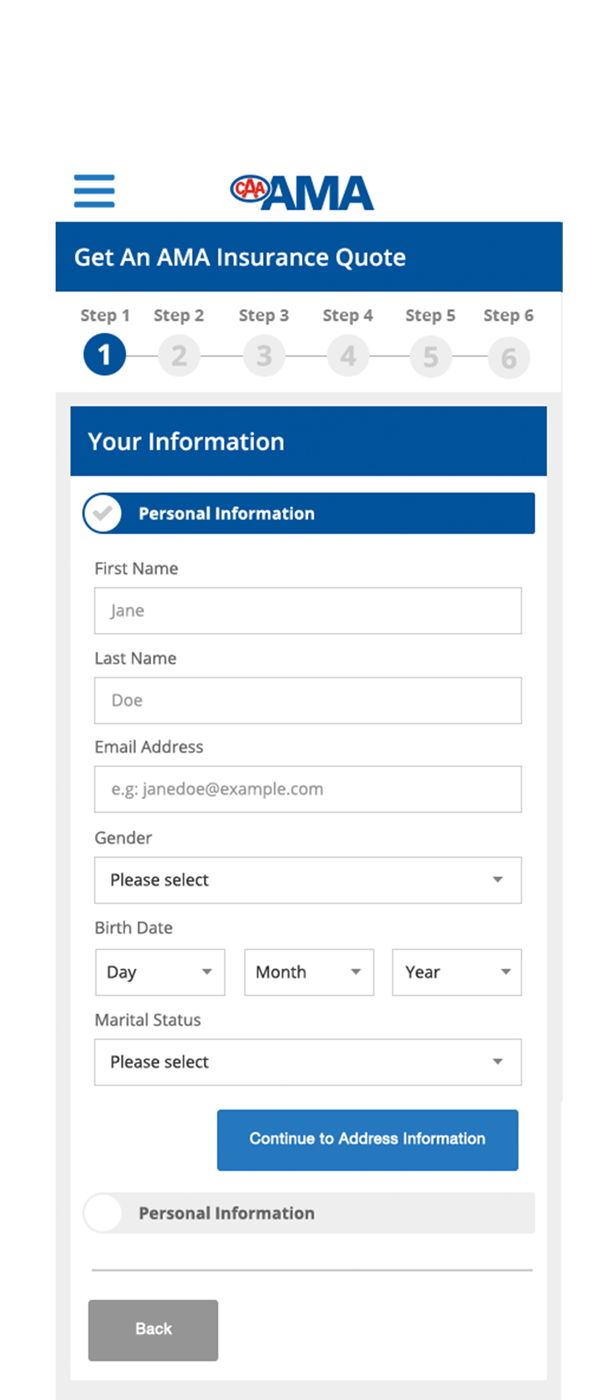 CAA AMA
Get An AMA Insurance Quote
Step 1 Step 2 Step 3 Step 4 Step 5 Step 6
1 2 3 4 5 6
Your Information
Personal Information
First Name
Jane
Last Name
Doe
Email Address
e.g: janedoe@example.com
Gender
Please select
Birth Date
Day Month Year
Marital Status
Please select
Continue to Address Information
Personal Information
Back